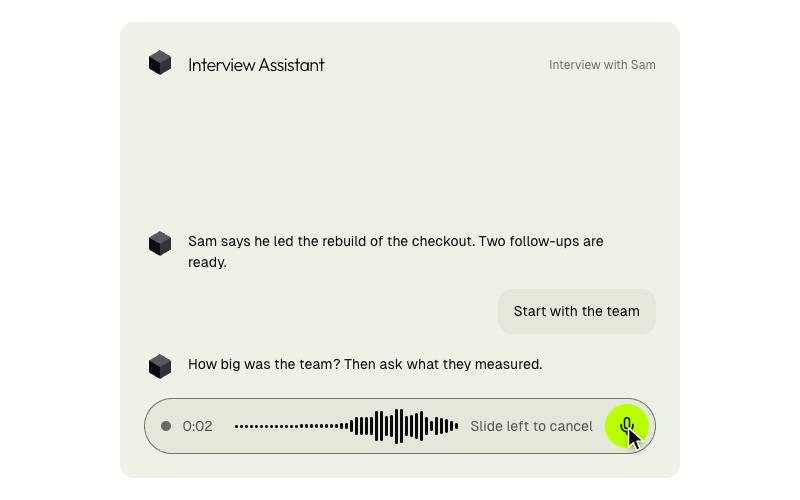 Interview Assistant
Interview with Sam
Sam says he led the rebuild of the checkout. Two follow-ups are
ready.
Start with the team
How big was the team? Then ask what they measured.
0:02
Slide left to cancel